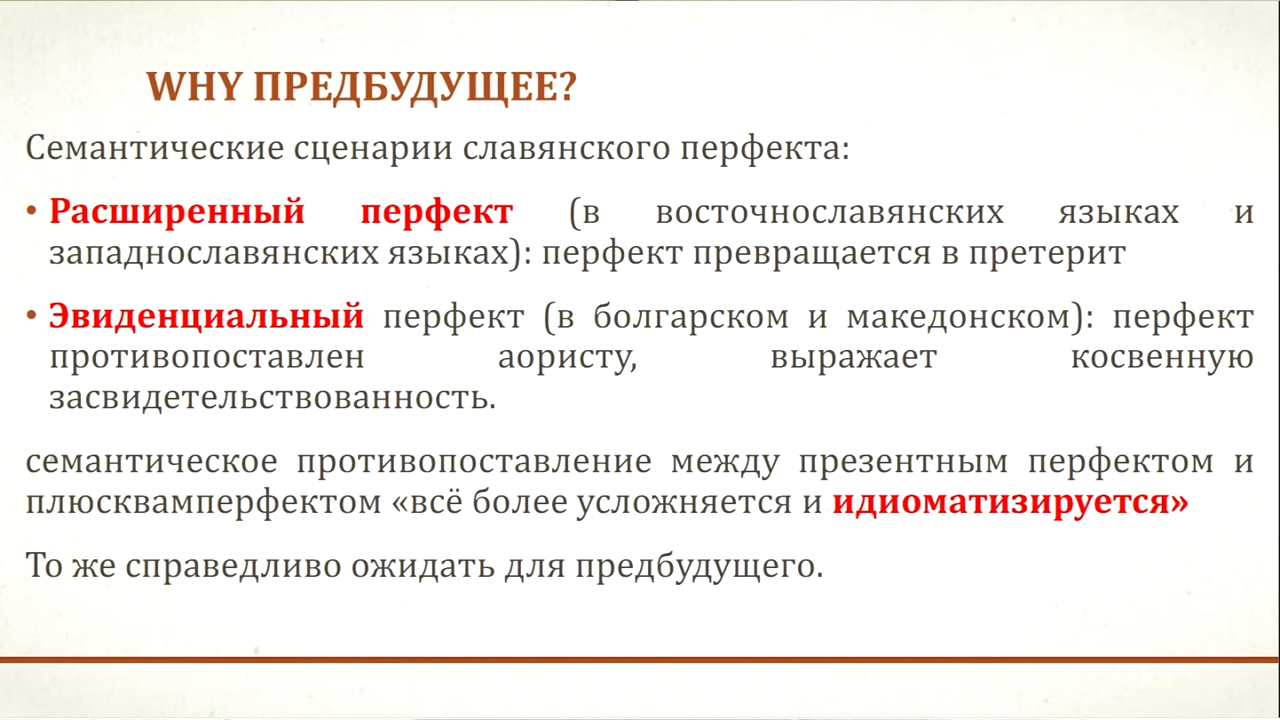 WHY ПРЕДБУДУЩЕЕ?
Семантические сценарии славянского перфекта:
• Расширенный перфект (в восточнославянских языках и
западнославянских языках): перфект превращается в претерит
• Эвиденциальный перфект (в болгарском и македонском): перфект
противопоставлен аористу, выражает косвенную
засвидетельствованность.
семантическое противопоставление между презентным перфектом и
плюсквамперфектом «всё более усложняется и идиоматизируется»
То же справедливо ожидать для предбудущего.